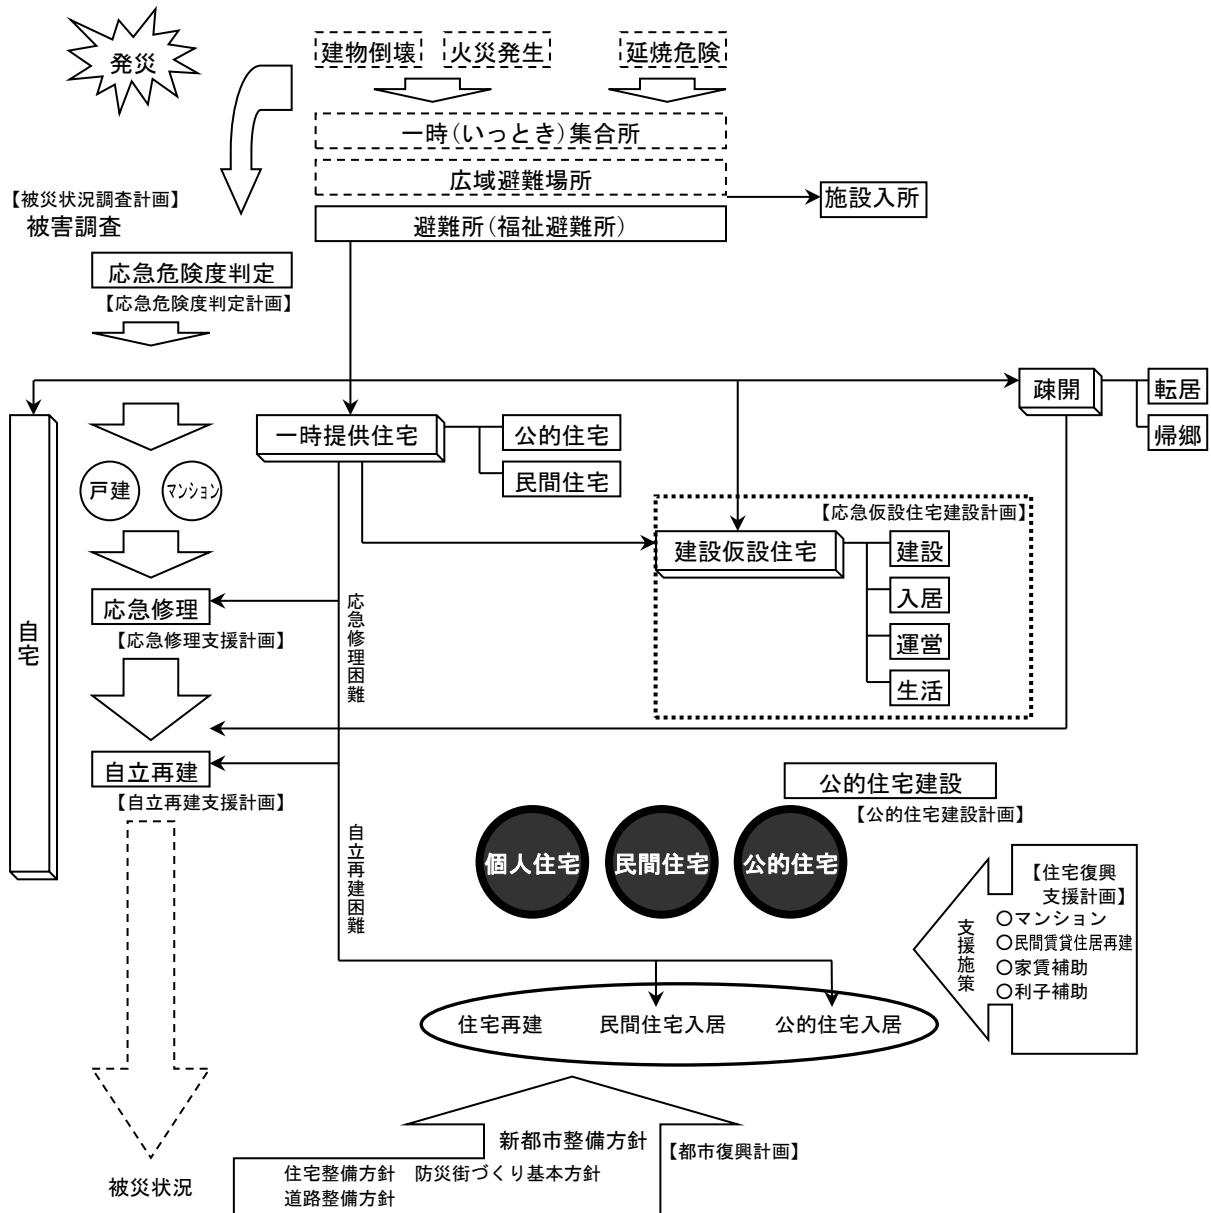 発災
建物倒壊
火災発生
延焼危険
一時(いっとき)集合所
広域避難場所
避難所(福祉避難所)
施設入所
【被災状況調査計画】
被害調査
応急危険度判定
【応急危険度判定計画】
疎開
転居
帰郷
一時提供住宅
公的住宅
民間住宅
戸建
マンション
【応急仮設住宅建設計画】
建設仮設住宅
建設
入居
運営
生活
自宅
応急修理
【応急修理支援計画】
応急修理困難
自立再建
【自立再建支援計画】
自立再建困難
公的住宅建設
【公的住宅建設計画】
個人住宅
民間住宅
公的住宅
支援施策
【住宅復興
支援計画】
〇マンション
〇民間賃貸住居再建
〇家賃補助
〇利子補助
住宅再建
民間住宅入居
公的住宅入居
新都市整備方針
【都市復興計画】
住宅整備方針 防災街づくり基本方針
道路整備方針
被災状況